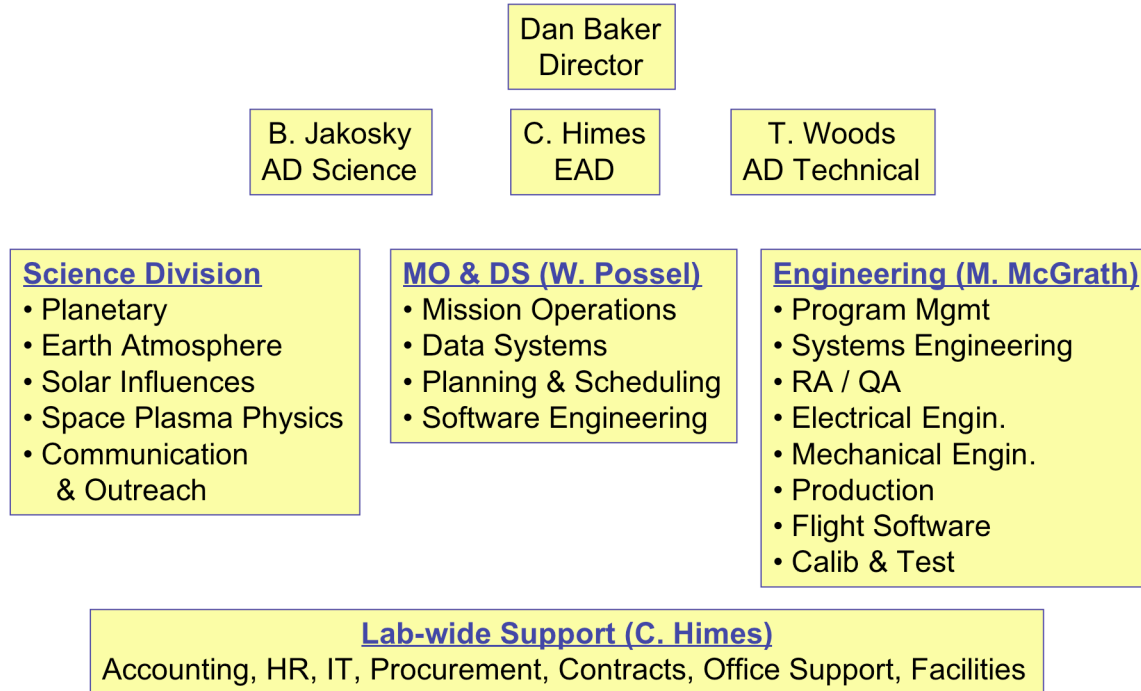 Dan Baker
Director
B. Jakosky
AD Science
C. Himes
EAD
T. Woods
AD Technical
Science Division
• Planetary
• Earth Atmosphere
• Solar Influences
• Space Plasma Physics
• Communication
& Outreach
MO & DS (W. Possel)
• Mission Operations
• Data Systems
• Planning & Scheduling
• Software Engineering
Engineering (M. McGrath)
• Program Mgmt
• Systems Engineering
• RA / QA
• Electrical Engin.
• Mechanical Engin.
• Production
• Flight Software
• Calib & Test
Lab-wide Support (C. Himes)
Accounting, HR, IT, Procurement, Contracts, Office Support, Facilities